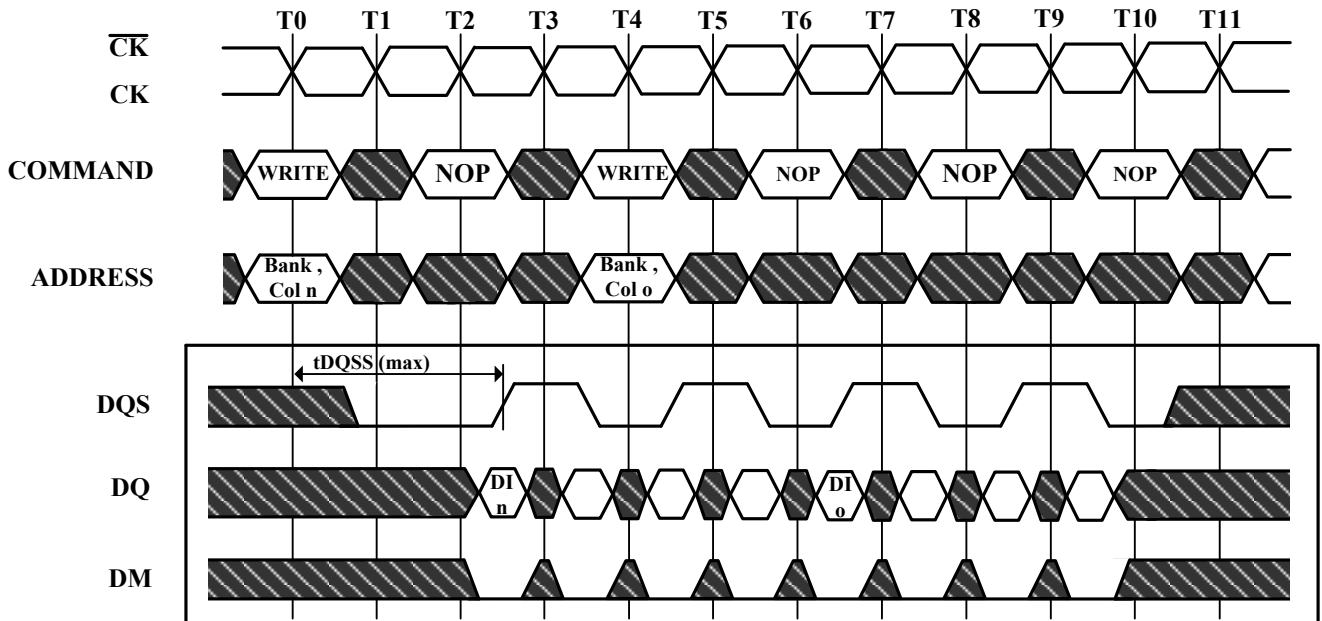 T0 T1 T2 T3 T4 T5 T6 T7 T8 T9 T10 T11
CK
CK
COMMAND WRITE NOP WRITE NOP NOP NOP
ADDRESS
Bank ,
Col n
Bank ,
Col o
tDQSS (max)
DQS
DQ
DI
n
DI
o
DM